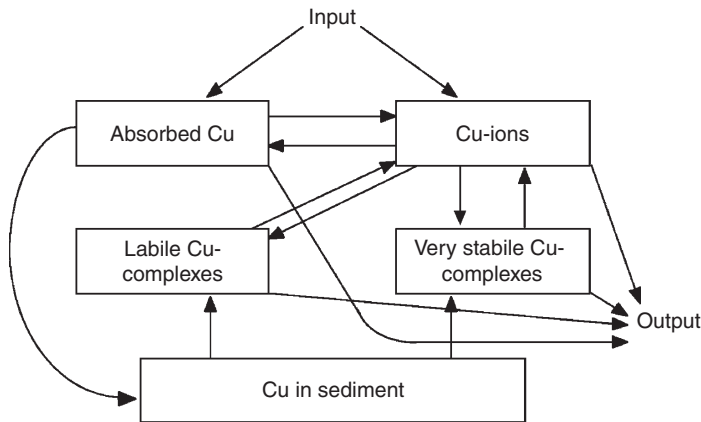 Input
Absorbed Cu
Cu-ions
Labile Cu-
complexes
Very stabile Cu-
complexes
Output
Cu in sediment